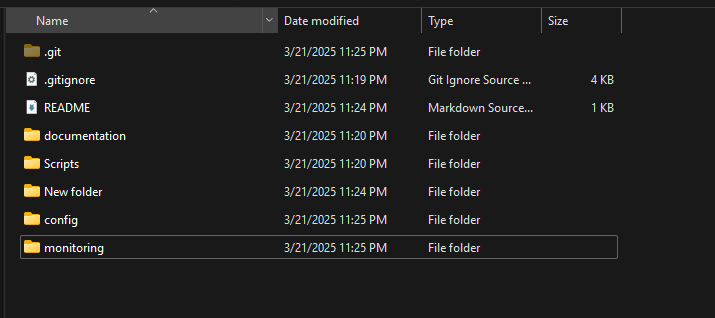 Name Date modified Type Size
.git 3/21/2025 11:25 PM File folder
.gitignore 3/21/2025 11:19 PM Git Ignore Source ... 4 KB
README 3/21/2025 11:24 PM Markdown Source... 1 KB
documentation 3/21/2025 11:20 PM File folder
Scripts 3/21/2025 11:20 PM File folder
New folder 3/21/2025 11:24 PM File folder
config 3/21/2025 11:25 PM File folder
monitoring 3/21/2025 11:25 PM File folder